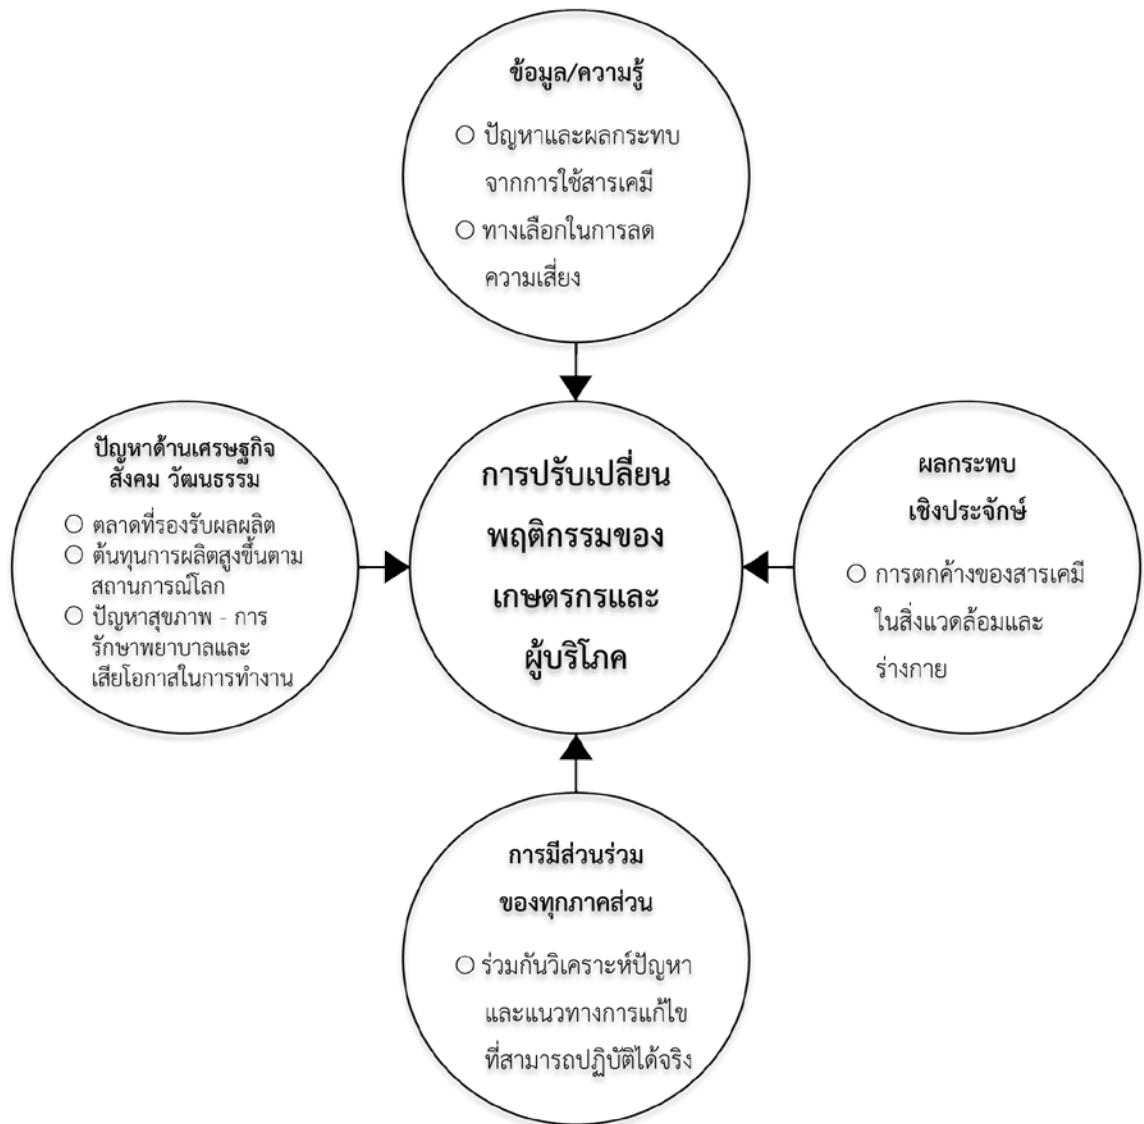 ข้อมูล/ความรู้
○ ปัญหาและผลกระทบ
จากการใช้สารเคมี
○ ทางเลือกในการลด
ความเสี่ยง
ปัญหาด้านเศรษฐกิจ
สังคม วัฒนธรรม
○ ตลาดที่รองรับผลผลิต
○ ต้นทุนการผลิตสูงขึ้นตาม
สถานการณ์โลก
○ ปัญหาสุขภาพ - การ
รักษาพยาบาลและ
เสียโอกาสในการทำงาน
การปรับเปลี่ยน
พฤติกรรมของ
เกษตรกรและ
ผู้บริโภค
ผลกระทบ
เชิงประจักษ์
○ การตกค้างของสารเคมี
ในสิ่งแวดล้อมและ
ร่างกาย
การมีส่วนร่วม
ของทุกภาคส่วน
○ ร่วมกันวิเคราะห์ปัญหา
และแนวทางการแก้ไข
ที่สามารถปฏิบัติได้จริง